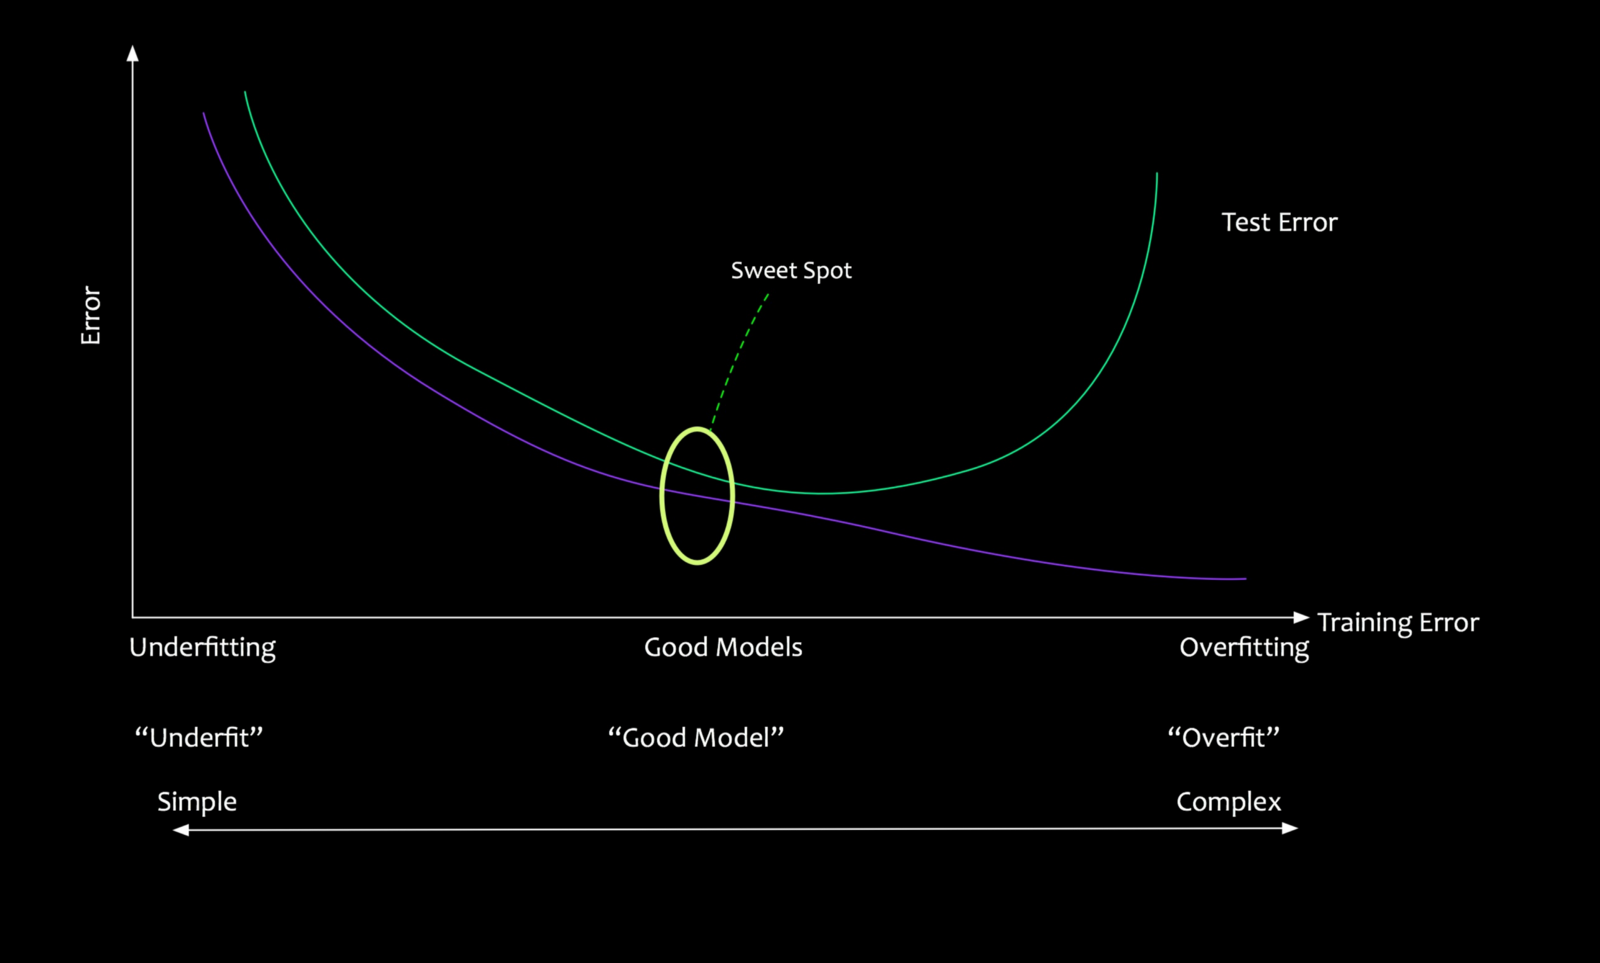 Test Error
Sweet Spot
Error
Training Error
Underfitting Good Models Overfitting
“Underfit” “Good Model” “Overfit”
Simple Complex